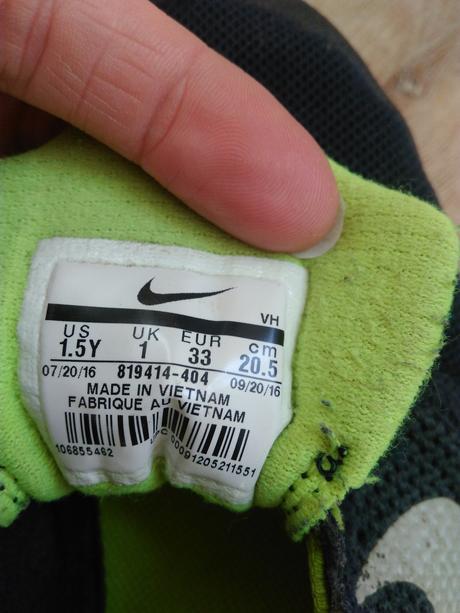 VH
US UK EUR cm
1.5Y 1 33 20.5
07/20/16 819414-404 09/20/16
MADE IN VIETNAM
FABRIQUE AU VIETNAM
106855462 00091205211551